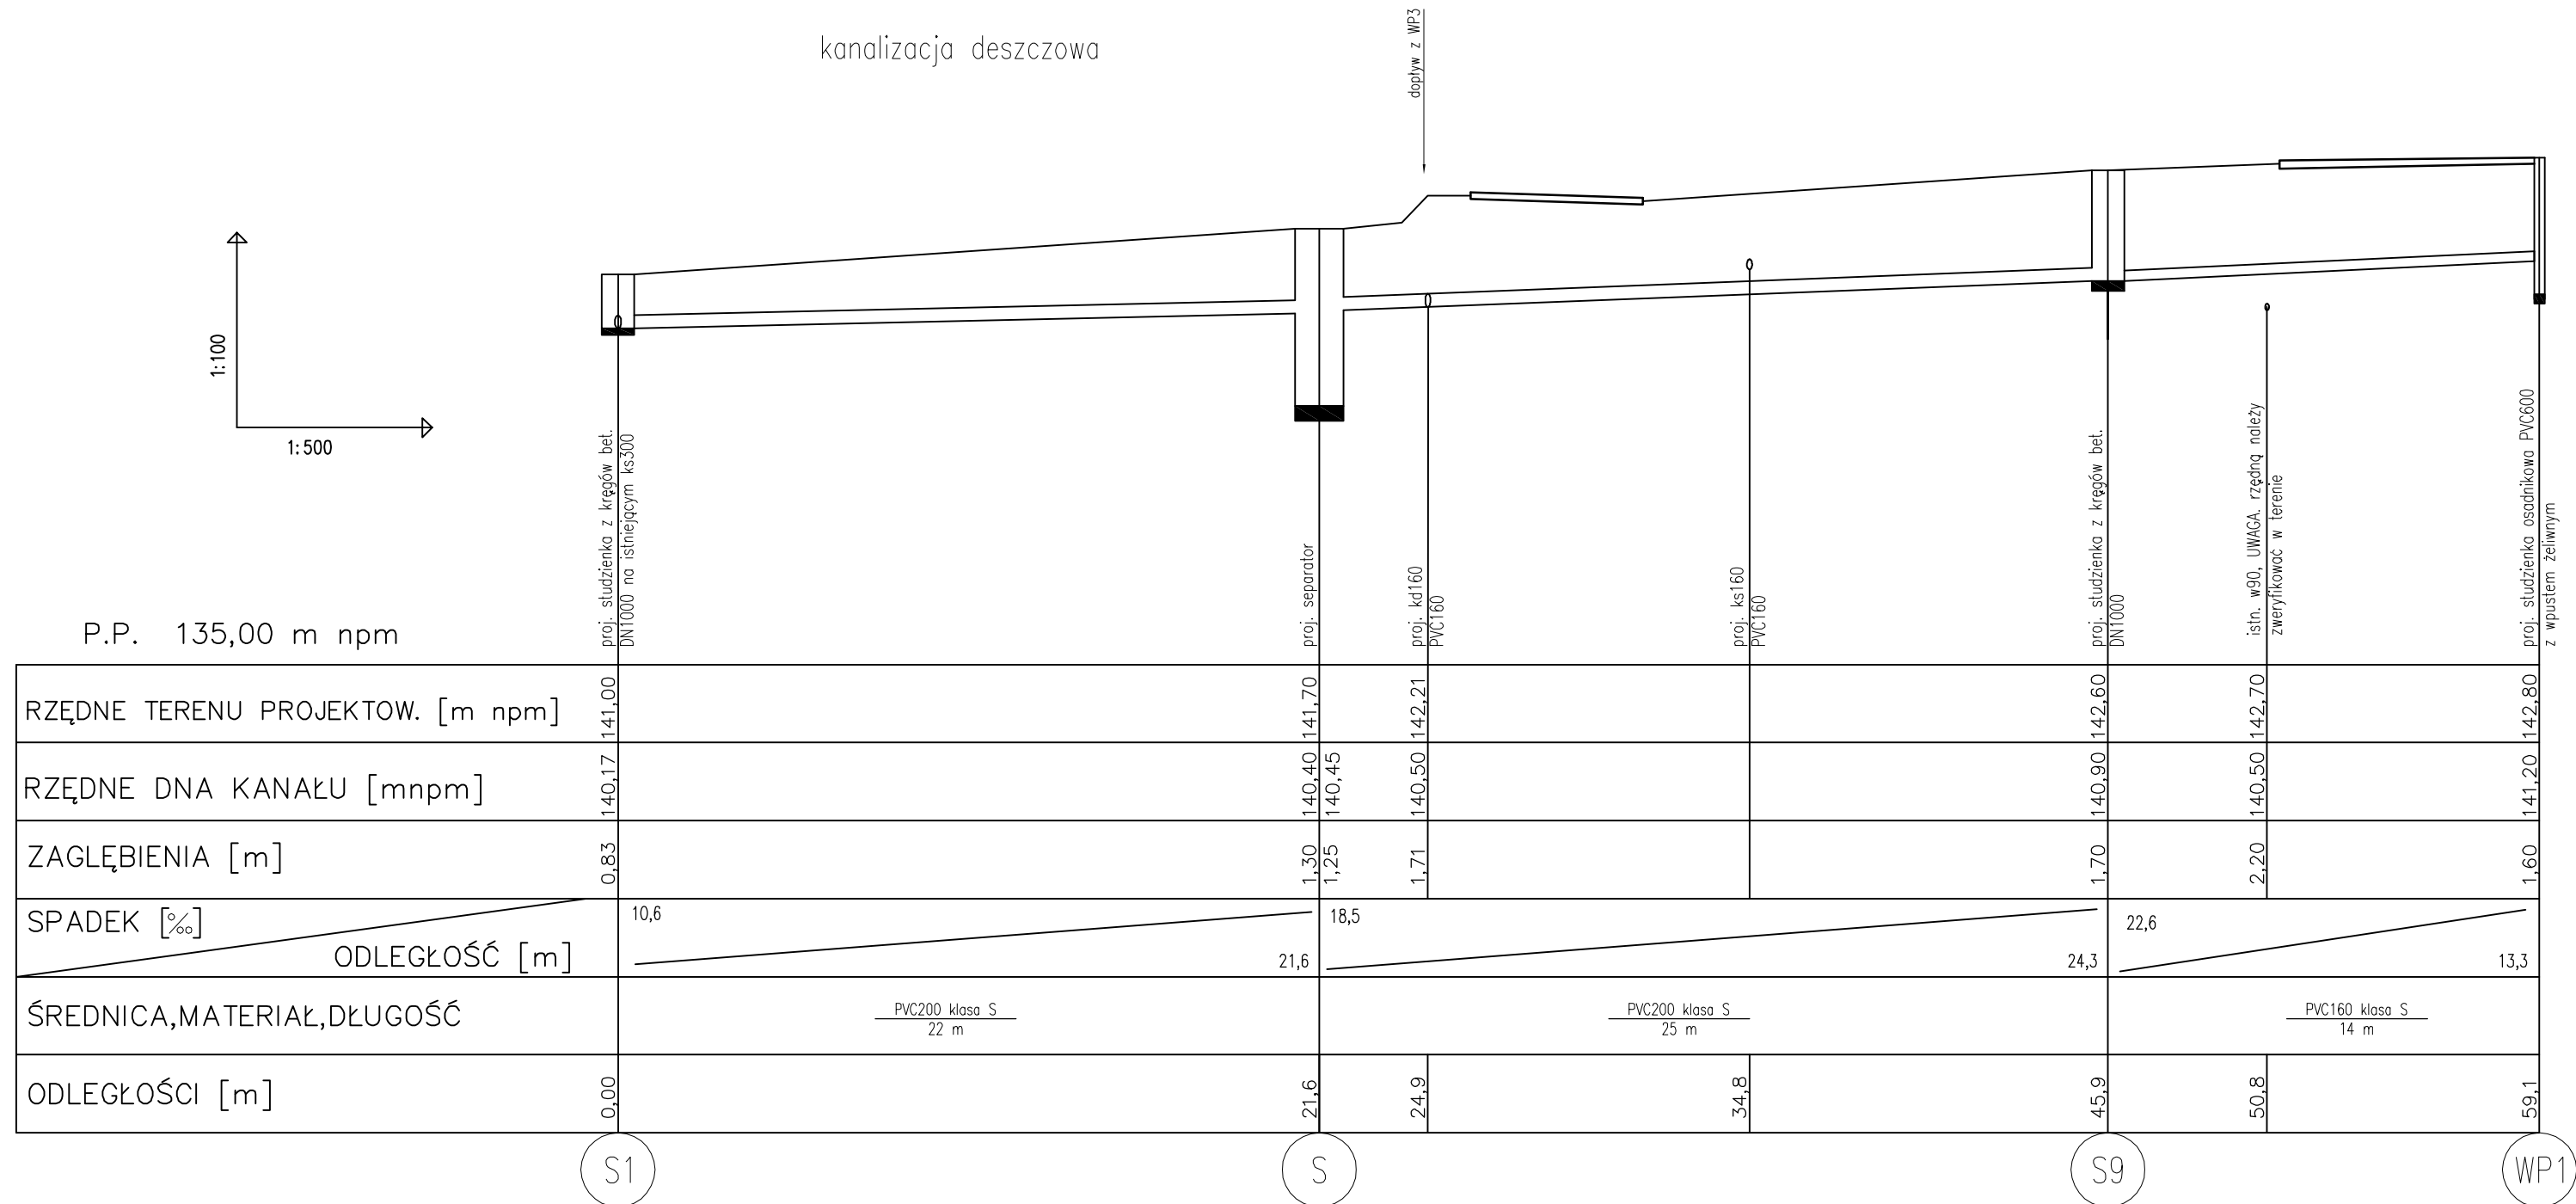 kanalizacja deszczowa
dopływ z WP3
1:100
1:500
proj. studzienka z kręgów bet.
DN1000 na istniejącym ks300
proj. separator
proj. kd160
PVC160
proj. ks160
PVC160
proj. studzienka z kręgów bet.
DN1000
istn. w90, UWAGA. rzędną należy
zweryfikować w terenie
proj. studzienka osadnikowa PVC600
z wpustem żeliwnym
P.P. 135,00 m npm
RZĘDNE TERENU PROJEKTOW. [m npm]
141,00
141,70
142,21
142,60
142,70
142,80
RZĘDNE DNA KANAŁU [mnpm]
140,17
140,40
140,45
140,50
140,90
140,50
141,20
ZAGLĘBIENIA [m]
0,83
1,30
1,25
1,71
1,70
2,20
1,60
SPADEK [‰]
ODLEGŁOŚĆ [m]
10,6
21,6
18,5
24,3
22,6
13,3
ŚREDNICA,MATERIAŁ,DŁUGOŚĆ
PVC200 klasa S
22 m
PVC200 klasa S
25 m
PVC160 klasa S
14 m
ODLEGŁOŚCI [m]
0,00
21,6
24,9
34,8
45,9
50,8
59,1
S1
S
S9
WP1